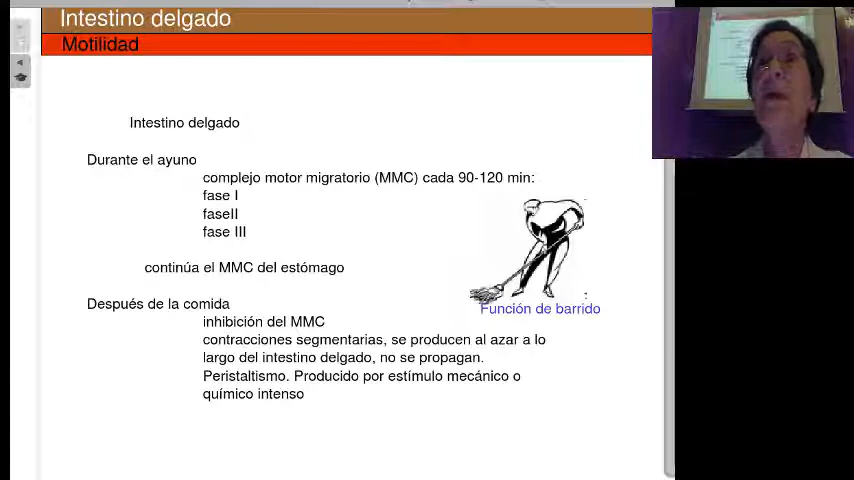 Intestino delgado
Motilidad
Intestino delgado
Durante el ayuno
complejo motor migratorio (MMC) cada 90-120 min:
fase I
faseII
fase III
continúa el MMC del estómago
Después de la comida
Función de barrido
inhibición del MMC
contracciones segmentarias, se producen al azar a lo
largo del intestino delgado, no se propagan.
Peristaltismo. Producido por estímulo mecánico o
químico intenso